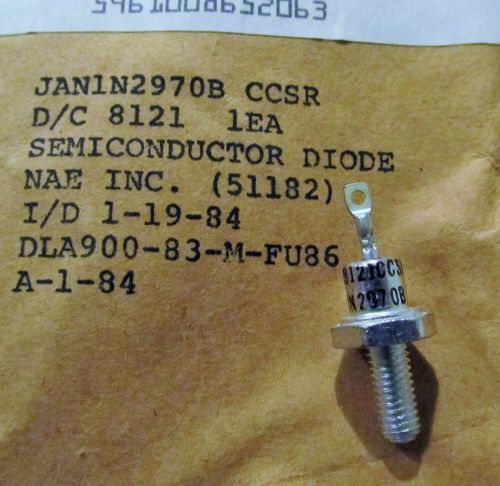 5961008652063
JAN1N2970B CCSR
D/C 8121 1EA
SEMICONDUCTOR DIODE
NAE INC. (51182)
I/D 1-19-84
DLA900-83-M-FU86
A-1-84
8121CCS
N2970B